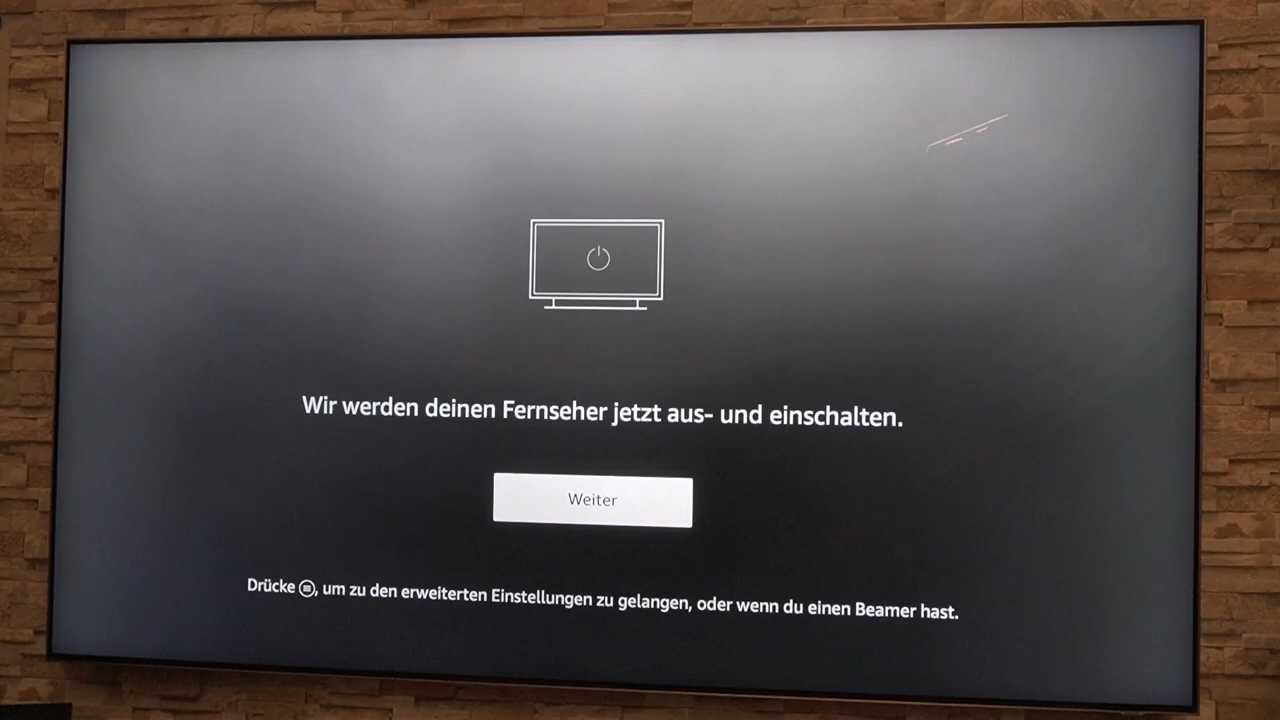 Wir werden deinen Fernseher jetzt aus- und einschalten.
Weiter
Drücke , um zu den erweiterten Einstellungen zu gelangen, oder wenn du einen Beamer hast.